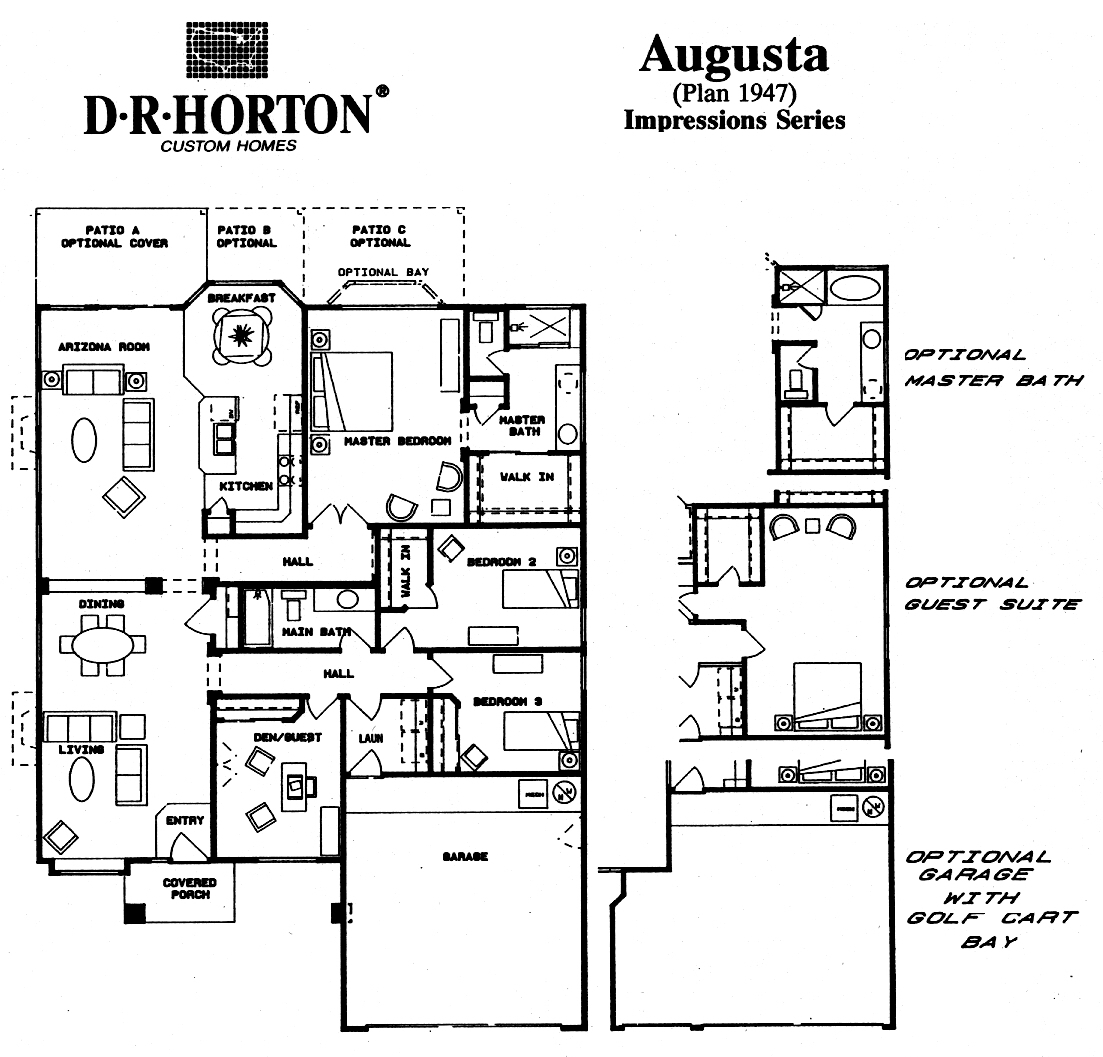 D·R·HORTON®
CUSTOM HOMES
Augusta
(Plan 1947)
Impressions Series
PATIO A
OPTIONAL COVER
PATIO B
OPTIONAL
PATIO C
OPTIONAL
OPTIONAL BAY
BREAKFAST
ARIZONA ROOM
MASTER BEDROOM
MASTER
BATH
KITCHEN
WALK IN
HALL
WALK IN
BEDROOM 2
DINING
MAIN BATH
HALL
BEDROOM 3
LIVING
DEN/GUEST
LAUN
ENTRY
GARAGE
COVERED
PORCH
OPTIONAL
MASTER BATH
OPTIONAL
GUEST SUITE
OPTIONAL
GARAGE
WITH
GOLF CART
BAY